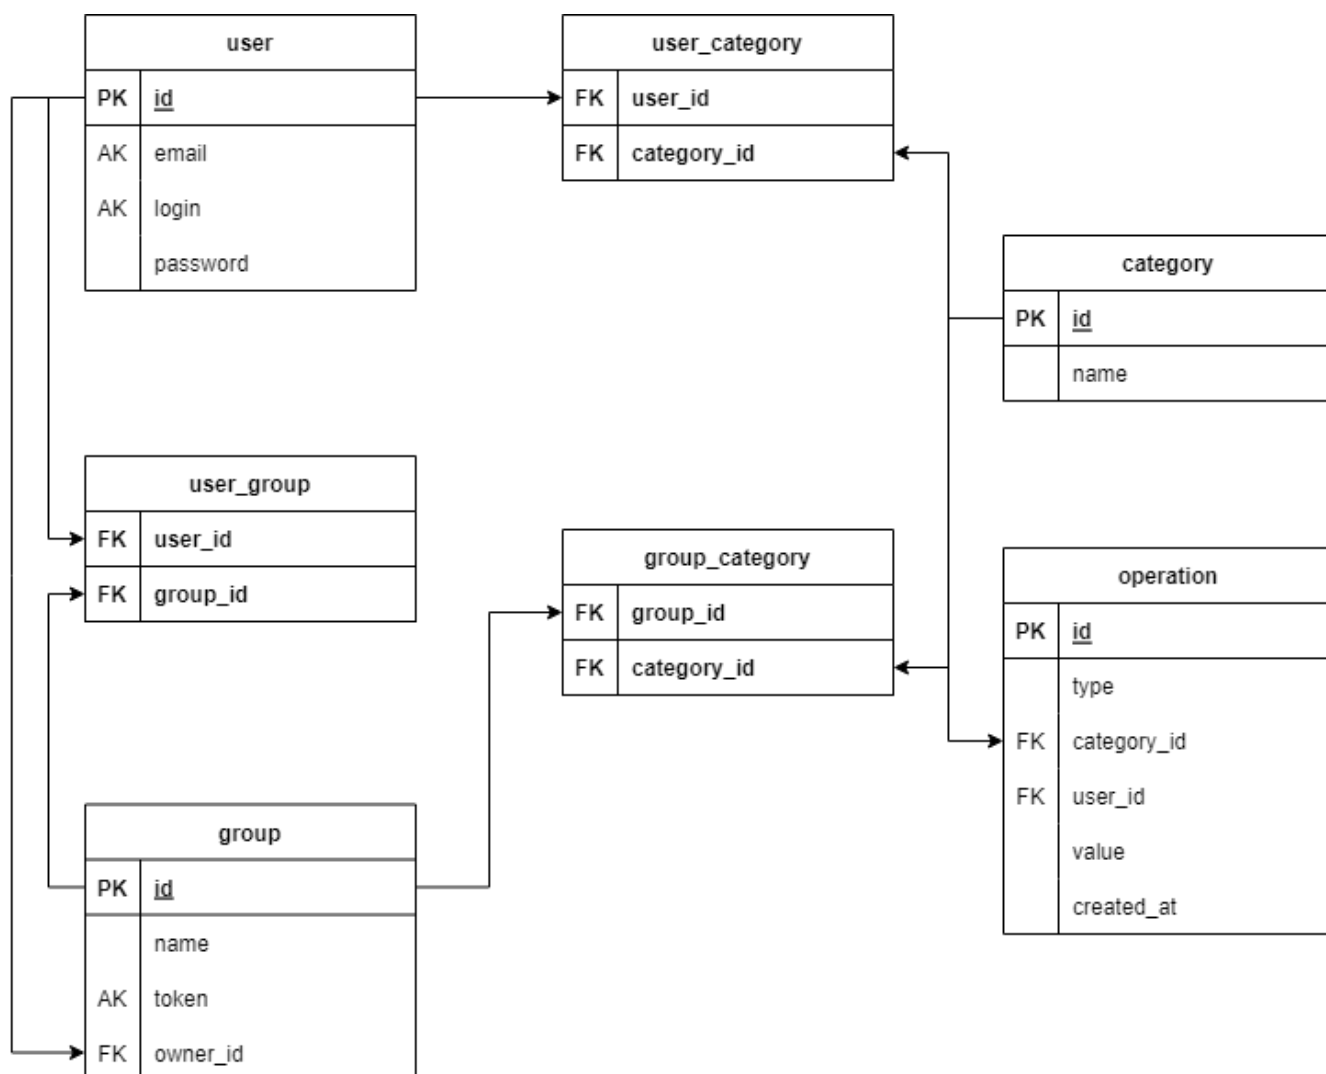 user
PK id
AK email
AK login
password
user_category
FK user_id
FK category_id
category
PK id
name
user_group
FK user_id
FK group_id
group_category
FK group_id
FK category_id
operation
PK id
type
FK category_id
FK user_id
value
created_at
group
PK id
name
AK token
FK owner_id